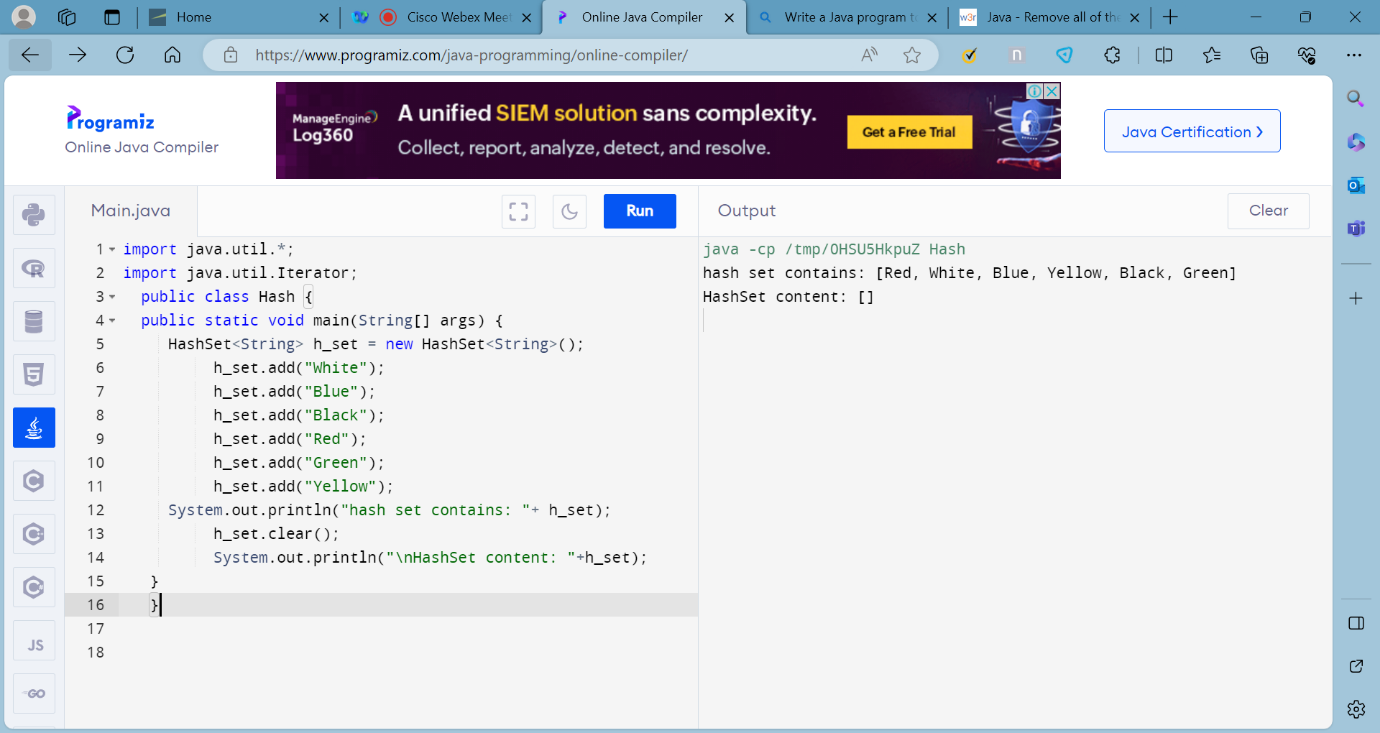 Home
Cisco Webex Meet
Online Java Compiler
Write a Java program to
w3r
Java - Remove all of the
https://www.programiz.com/java-programming/online-compiler/
Programiz
Online Java Compiler
ManageEngine
Log360
A unified SIEM solution sans complexity.
Collect, report, analyze, detect, and resolve.
Get a Free Trial
Java Certification
Main.java
Run
Output
Clear
1 import java.util.*;
2 import java.util.Iterator;
3 public class Hash {
4 public static void main(String[] args) {
5 HashSet<String> h_set = new HashSet<String>();
6 h_set.add("White");
7 h_set.add("Blue");
8 h_set.add("Black");
9 h_set.add("Red");
10 h_set.add("Green");
11 h_set.add("Yellow");
12 System.out.println("hash set contains: "+ h_set);
13 h_set.clear();
14 System.out.println("\nHashSet content: "+h_set);
15 }
16 }
17
18
java -cp /tmp/OHSU5HkpuZ Hash
hash set contains: [Red, White, Blue, Yellow, Black, Green]
HashSet content: []
JS
GO